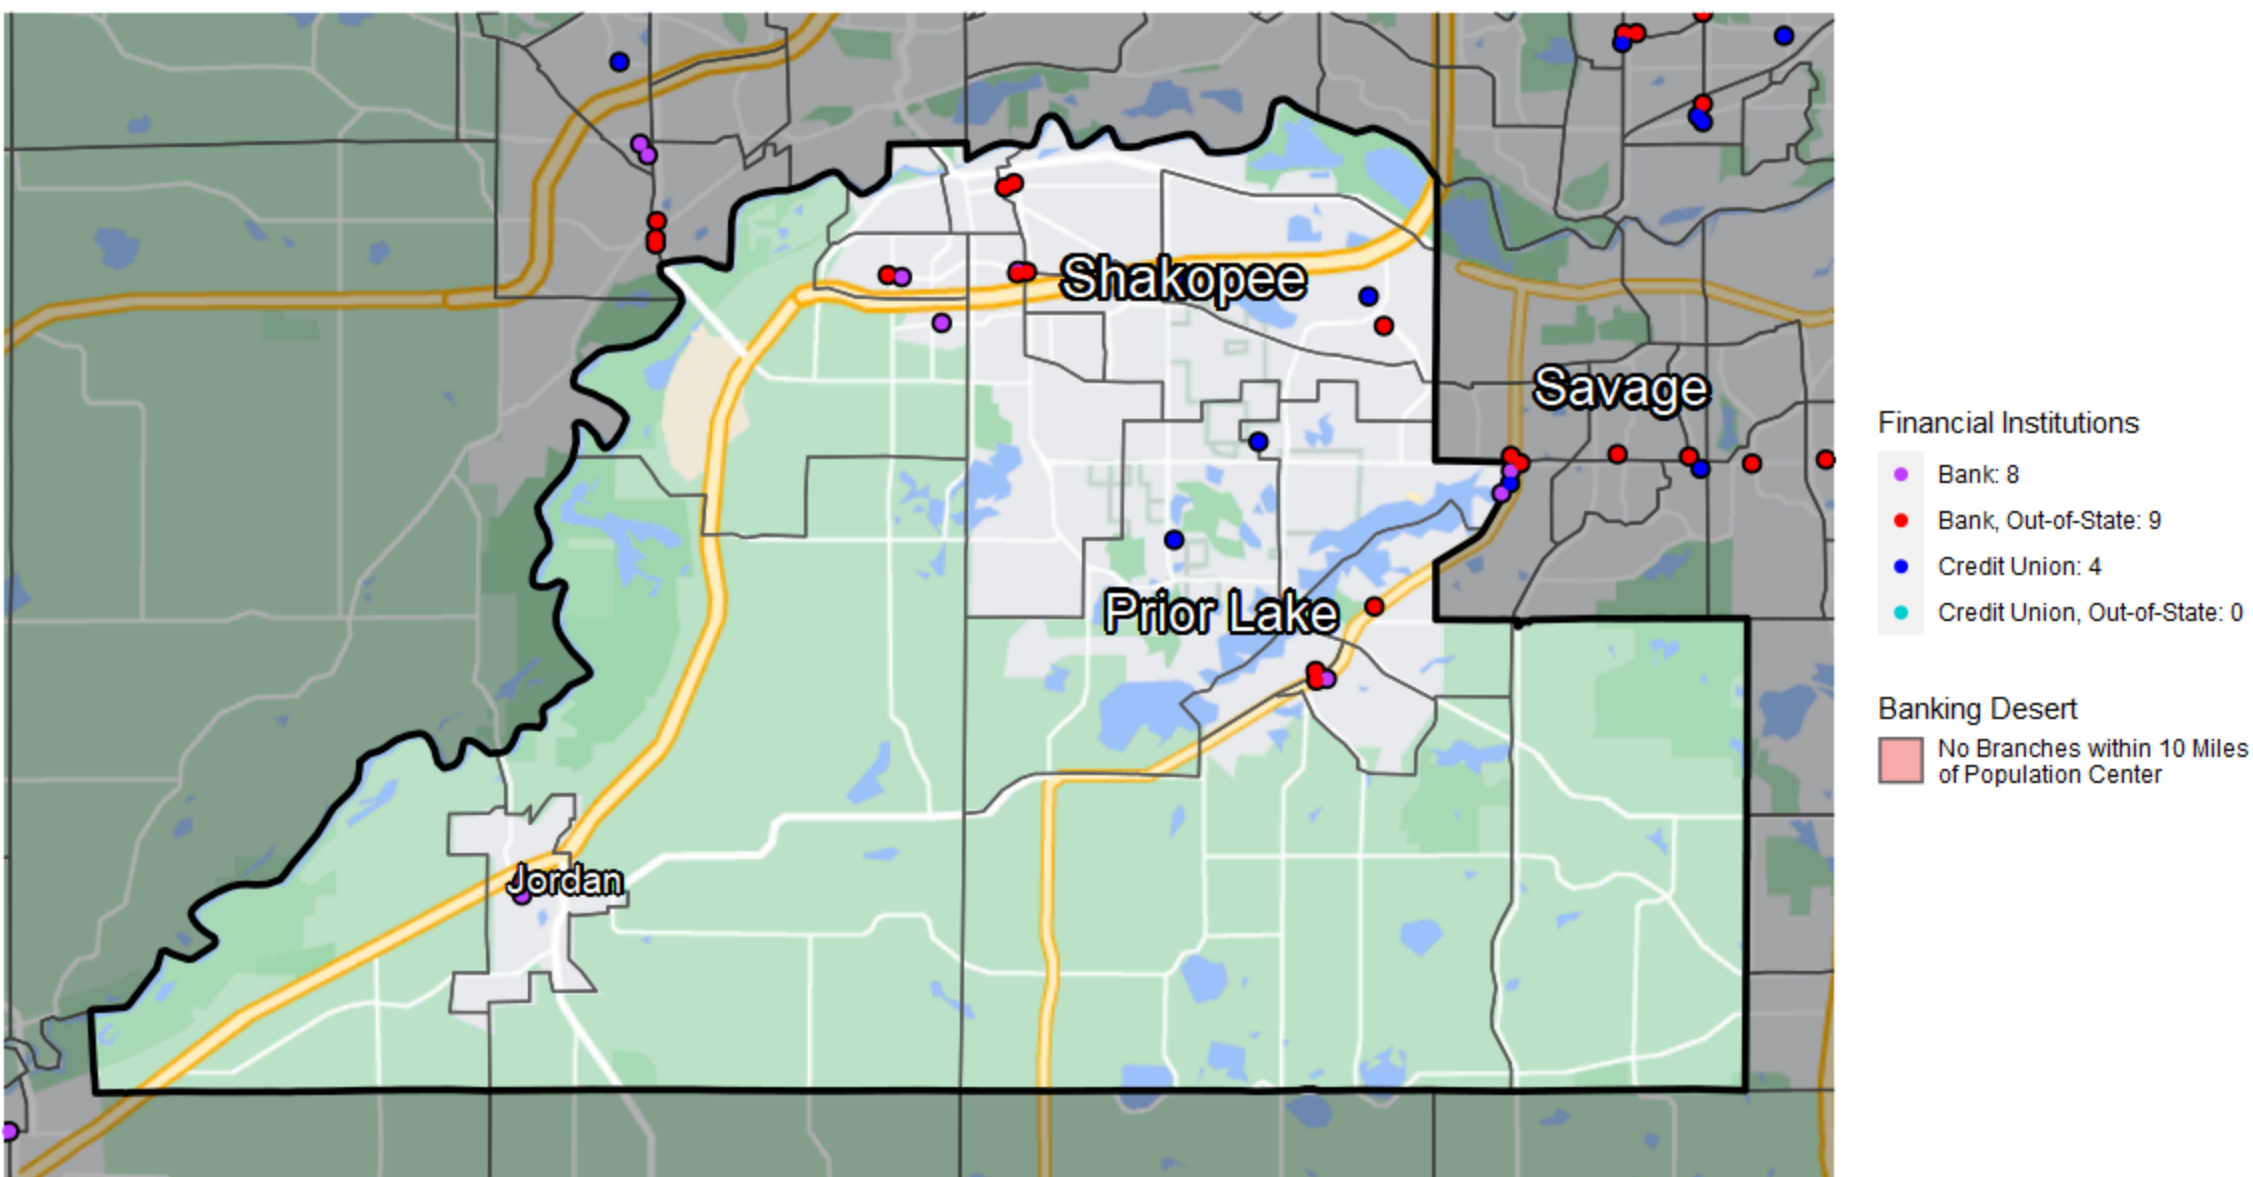 Shakopee
Savage
Prior Lake
Jordan
Financial Institutions
Bank: 8
Bank, Out-of-State: 9
Credit Union: 4
Credit Union, Out-of-State: 0
Banking Desert
No Branches within 10 Miles
of Population Center